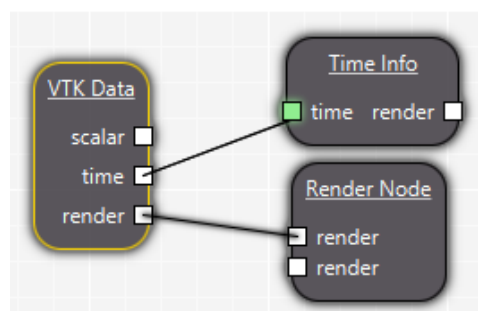 VTK Data
scalar
time
render
Time Info
time render
Render Node
render
render